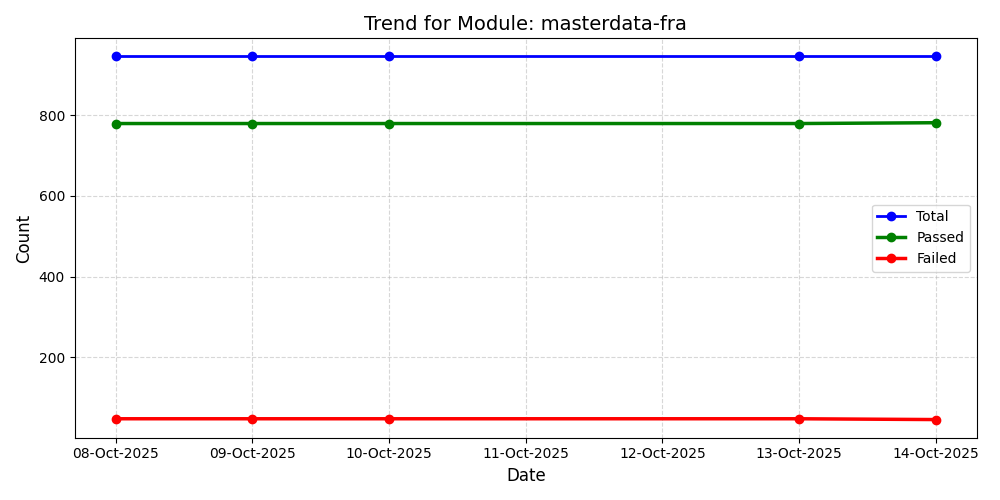 Trend for Module: masterdata-fra
Count
800
600
400
200
Total
Passed
Failed
08-Oct-2025 09-Oct-2025 10-Oct-2025 11-Oct-2025 12-Oct-2025 13-Oct-2025 14-Oct-2025
Date